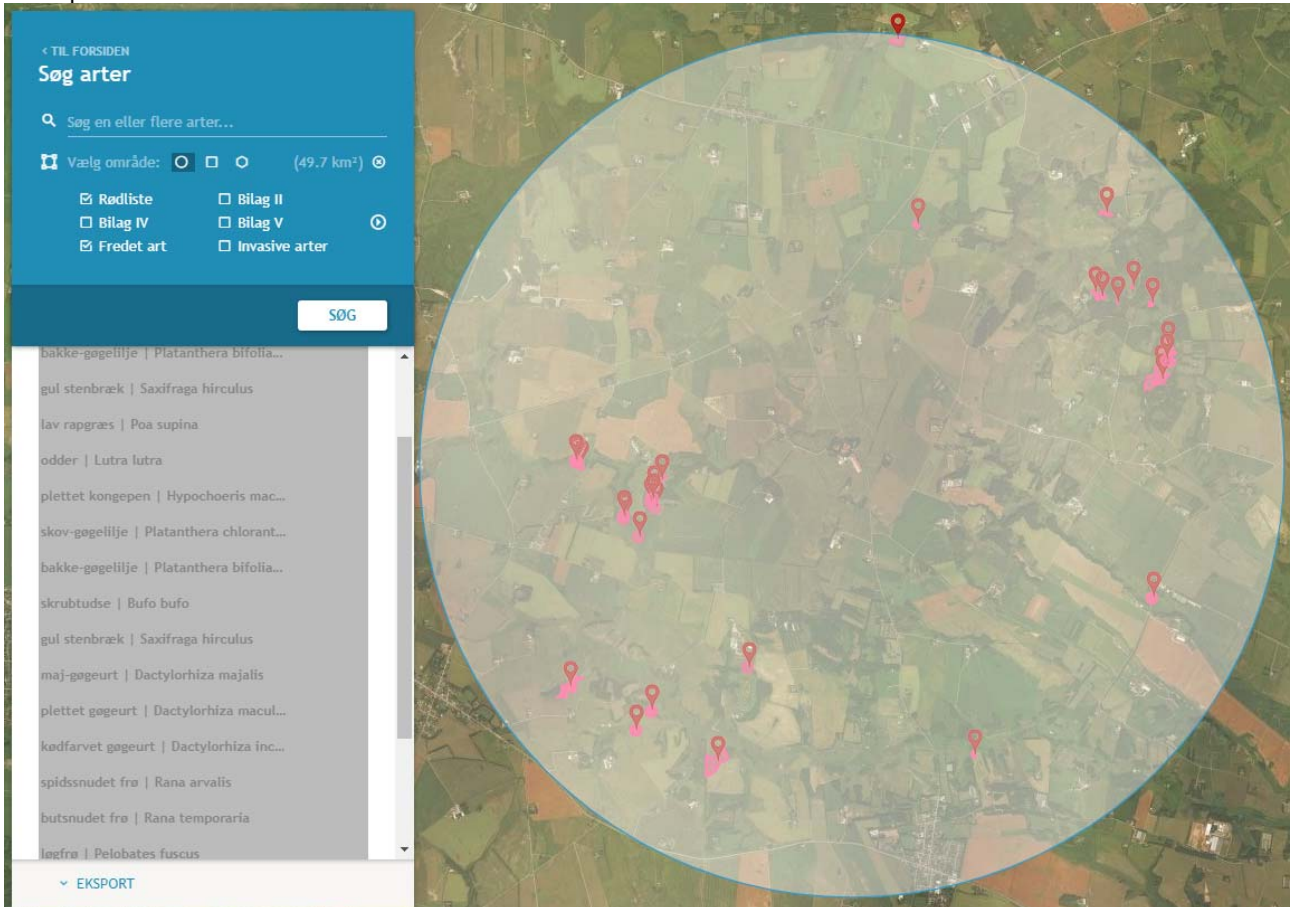 ‹ TIL FORSIDEN
Søg arter
Søg en eller flere arter...
Vælg område: (49.7 km²)
Rødliste Bilag II
Bilag IV Bilag V
Fredet art Invasive arter
SØG
bakke-gøgelilje | Platanthera bifolia...
gul stenbræk | Saxifraga hirculus
lav rapgræs | Poa supina
odder | Lutra lutra
plettet kongepen | Hypochoeris mac...
skov-gøgelilje | Platanthera chlorant...
bakke-gøgelilje | Platanthera bifolia...
skrubtudse | Bufo bufo
gul stenbræk | Saxifraga hirculus
maj-gøgeurt | Dactylorhiza majalis
plettet gøgeurt | Dactylorhiza macul...
kødfarvet gøgeurt | Dactylorhiza inc...
spidssnudet frø | Rana arvalis
butsnudet frø | Rana temporaria
løgfrø | Pelobates fuscus
EKSPORT